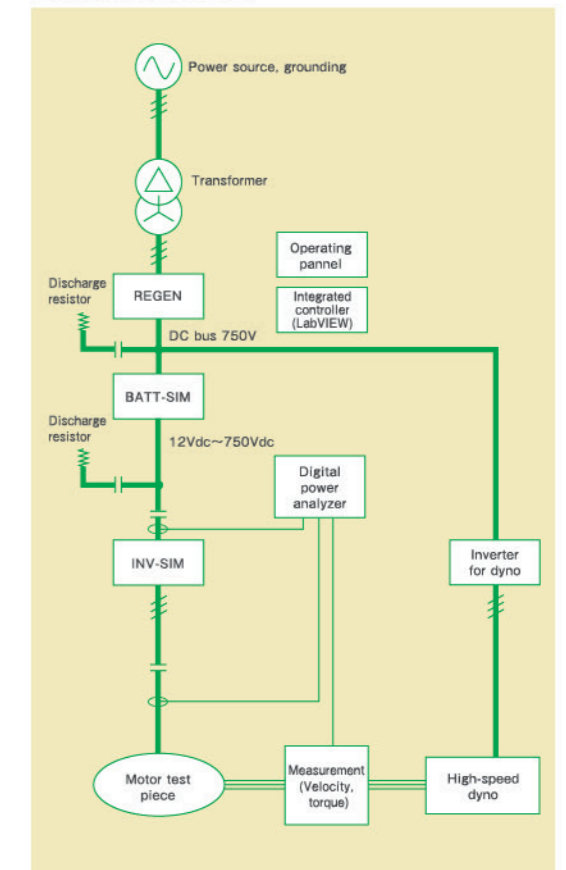 Power source, grounding
Transformer
Operating
pannel
Discharge
resistor
REGEN
Integrated
controller
(LabVIEW)
DC bus 750V
BATT-SIM
Discharge
resistor
12Vdc～750Vdc
Digital
power
analyzer
INV-SIM
Inverter
for dyno
Motor test
piece
Measurement
(Velocity,
torque)
High-speed
dyno